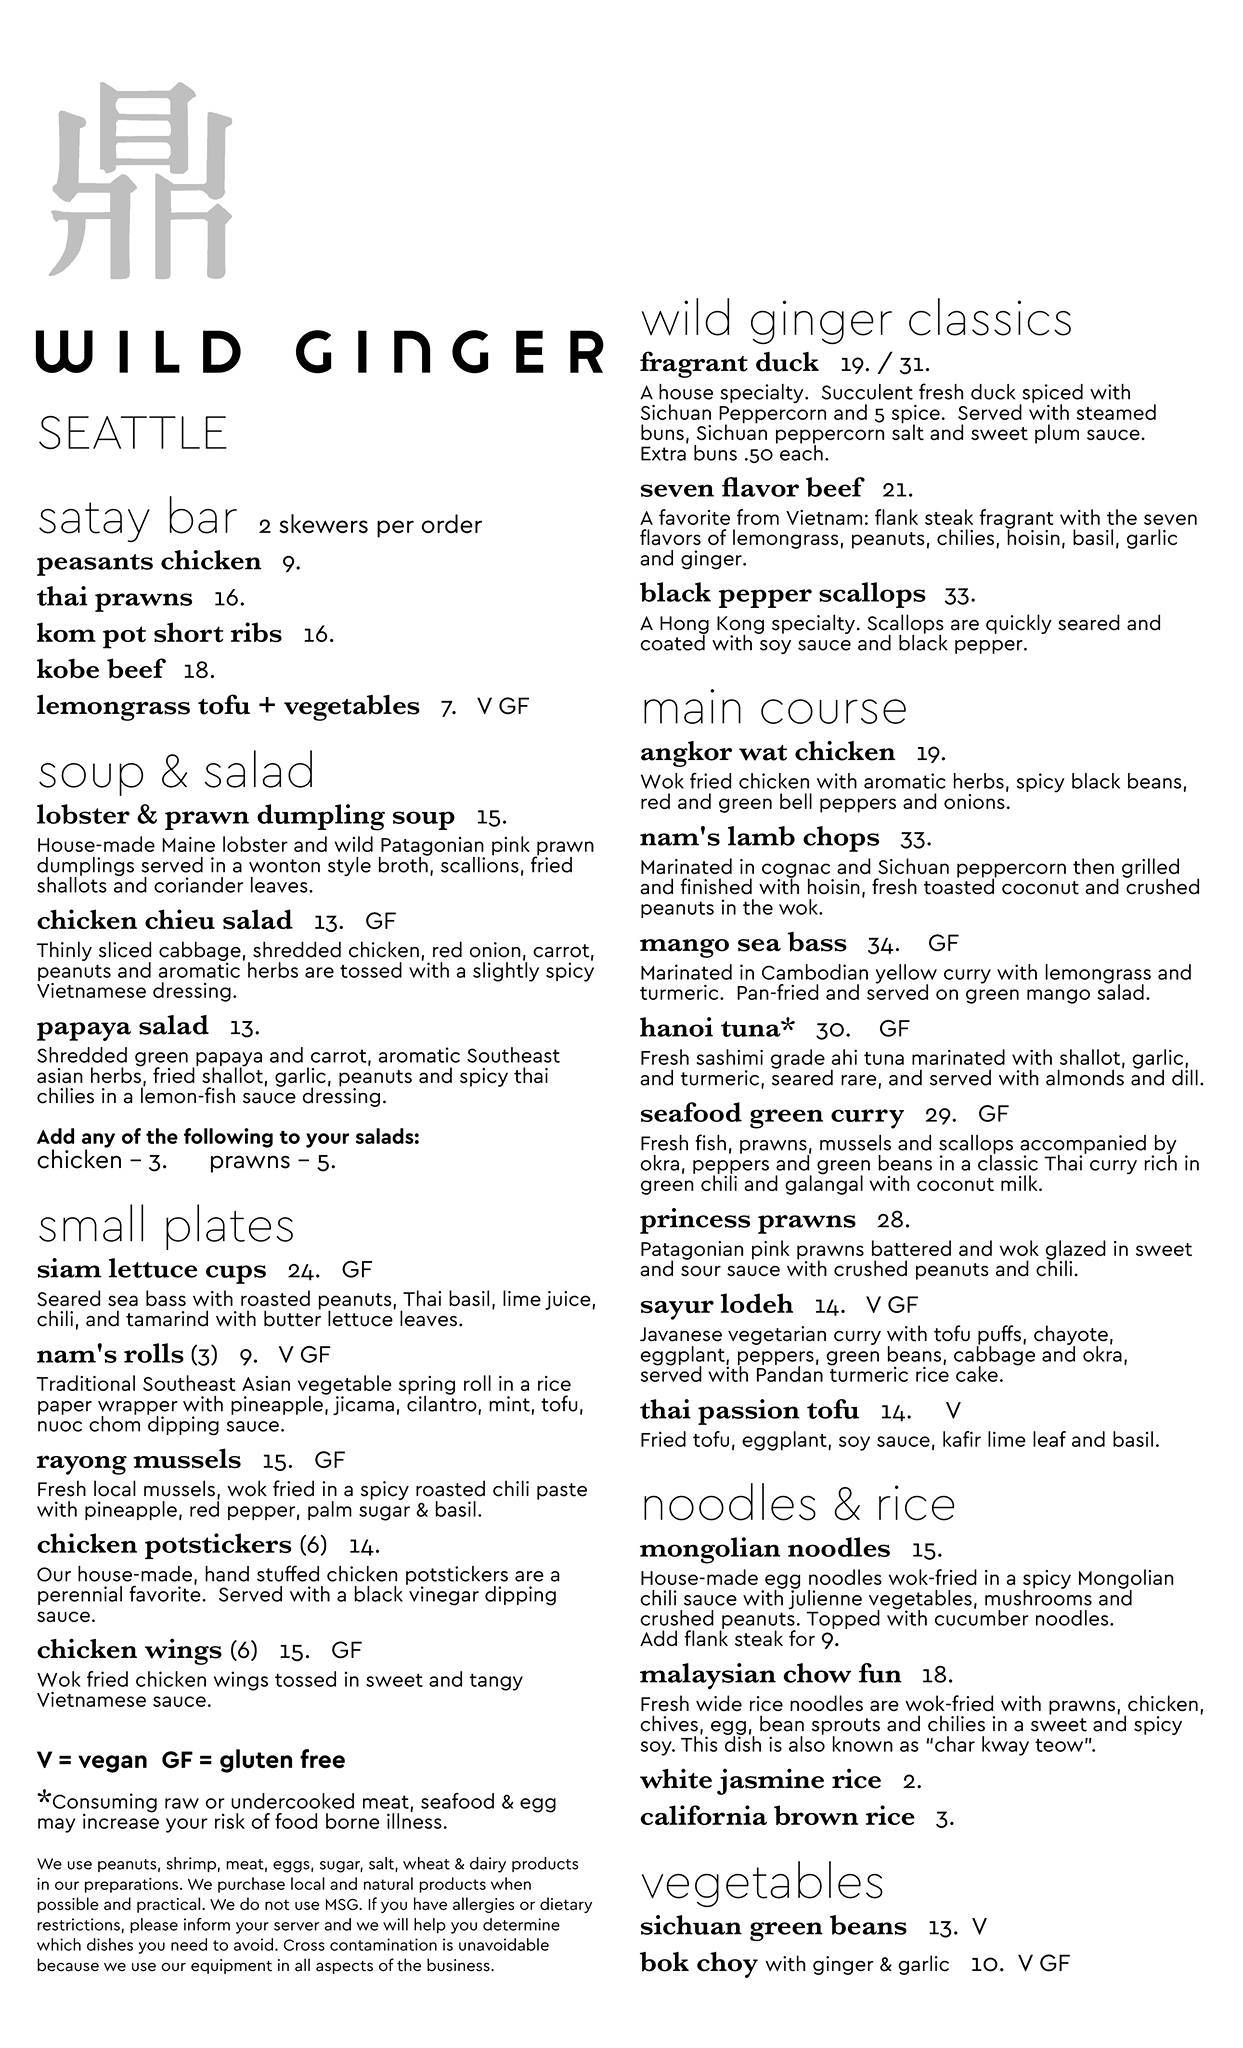 鼎
WILD GINGER
SEATTLE
satay bar 2 skewers per order
peasants chicken 9.
thai prawns 16.
kom pot short ribs 16.
kobe beef 18.
lemongrass tofu + vegetables 7. V GF
soup & salad
lobster & prawn dumpling soup 15.
House-made Maine lobster and wild Patagonian pink prawn
dumplings served in a wonton style broth, scallions, fried
shallots and coriander leaves.
chicken chieu salad 13. GF
Thinly sliced cabbage, shredded chicken, red onion, carrot,
peanuts and aromatic herbs are tossed with a slightly spicy
Vietnamese dressing.
papaya salad 13.
Shredded green papaya and carrot, aromatic Southeast
asian herbs, fried shallot, garlic, peanuts and spicy thai
chilies in a lemon-fish sauce dressing.
Add any of the following to your salads:
chicken – 3. prawns – 5.
small plates
siam lettuce cups 24. GF
Seared sea bass with roasted peanuts, Thai basil, lime juice,
chili, and tamarind with butter lettuce leaves.
nam's rolls (3) 9. V GF
Traditional Southeast Asian vegetable spring roll in a rice
paper wrapper with pineapple, jicama, cilantro, mint, tofu,
nuoc chom dipping sauce.
rayong mussels 15. GF
Fresh local mussels, wok fried in a spicy roasted chili paste
with pineapple, red pepper, palm sugar & basil.
chicken potstickers (6) 14.
Our house-made, hand stuffed chicken potstickers are a
perennial favorite. Served with a black vinegar dipping
sauce.
chicken wings (6) 15. GF
Wok fried chicken wings tossed in sweet and tangy
Vietnamese sauce.
V = vegan GF = gluten free
*Consuming raw or undercooked meat, seafood & egg
may increase your risk of food borne illness.
We use peanuts, shrimp, meat, eggs, sugar, salt, wheat & dairy products
in our preparations. We purchase local and natural products when
possible and practical. We do not use MSG. If you have allergies or dietary
restrictions, please inform your server and we will help you determine
which dishes you need to avoid. Cross contamination is unavoidable
because we use our equipment in all aspects of the business.
wild ginger classics
fragrant duck 19. / 31.
A house specialty. Succulent fresh duck spiced with
Sichuan Peppercorn and 5 spice. Served with steamed
buns, Sichuan peppercorn salt and sweet plum sauce.
Extra buns .50 each.
seven flavor beef 21.
A favorite from Vietnam: flank steak fragrant with the seven
flavors of lemongrass, peanuts, chilies, hoisin, basil, garlic
and ginger.
black pepper scallops 33.
A Hong Kong specialty. Scallops are quickly seared and
coated with soy sauce and black pepper.
main course
angkor wat chicken 19.
Wok fried chicken with aromatic herbs, spicy black beans,
red and green bell peppers and onions.
nam's lamb chops 33.
Marinated in cognac and Sichuan peppercorn then grilled
and finished with hoisin, fresh toasted coconut and crushed
peanuts in the wok.
mango sea bass 34. GF
Marinated in Cambodian yellow curry with lemongrass and
turmeric. Pan-fried and served on green mango salad.
hanoi tuna* 30. GF
Fresh sashimi grade ahi tuna marinated with shallot, garlic,
and turmeric, seared rare, and served with almonds and dill.
seafood green curry 29. GF
Fresh fish, prawns, mussels and scallops accompanied by
okra, peppers and green beans in a classic Thai curry rich in
green chili and galangal with coconut milk.
princess prawns 28.
Patagonian pink prawns battered and wok glazed in sweet
and sour sauce with crushed peanuts and chili.
sayur lodeh 14. V GF
Javanese vegetarian curry with tofu puffs, chayote,
eggplant, peppers, green beans, cabbage and okra,
served with Pandan turmeric rice cake.
thai passion tofu 14. V
Fried tofu, eggplant, soy sauce, kafir lime leaf and basil.
noodles & rice
mongolian noodles 15.
House-made egg noodles wok-fried in a spicy Mongolian
chili sauce with julienne vegetables, mushrooms and
crushed peanuts. Topped with cucumber noodles.
Add flank steak for 9.
malaysian chow fun 18.
Fresh wide rice noodles are wok-fried with prawns, chicken,
chives, egg, bean sprouts and chilies in a sweet and spicy
soy. This dish is also known as “char kway teow”.
white jasmine rice 2.
california brown rice 3.
vegetables
sichuan green beans 13. V
bok choy with ginger & garlic 10. V GF